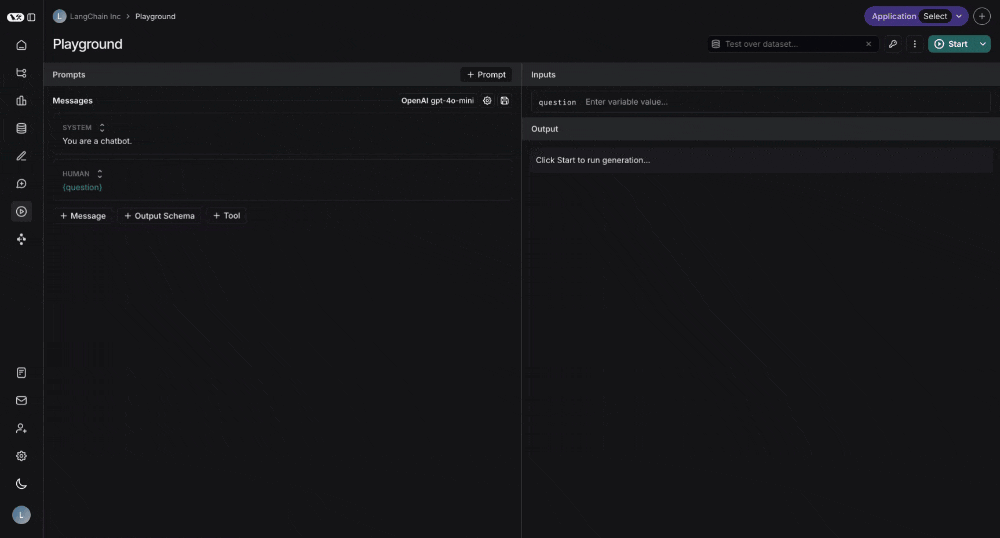 L LangChain Inc > Playground
Application Select
Playground
Test over dataset...
Start
Prompts
+ Prompt
Inputs
Messages
OpenAI gpt-4o-mini
question Enter variable value...
SYSTEM
You are a chatbot.
Output
Click Start to run generation...
HUMAN
{question}
+ Message + Output Schema + Tool
L